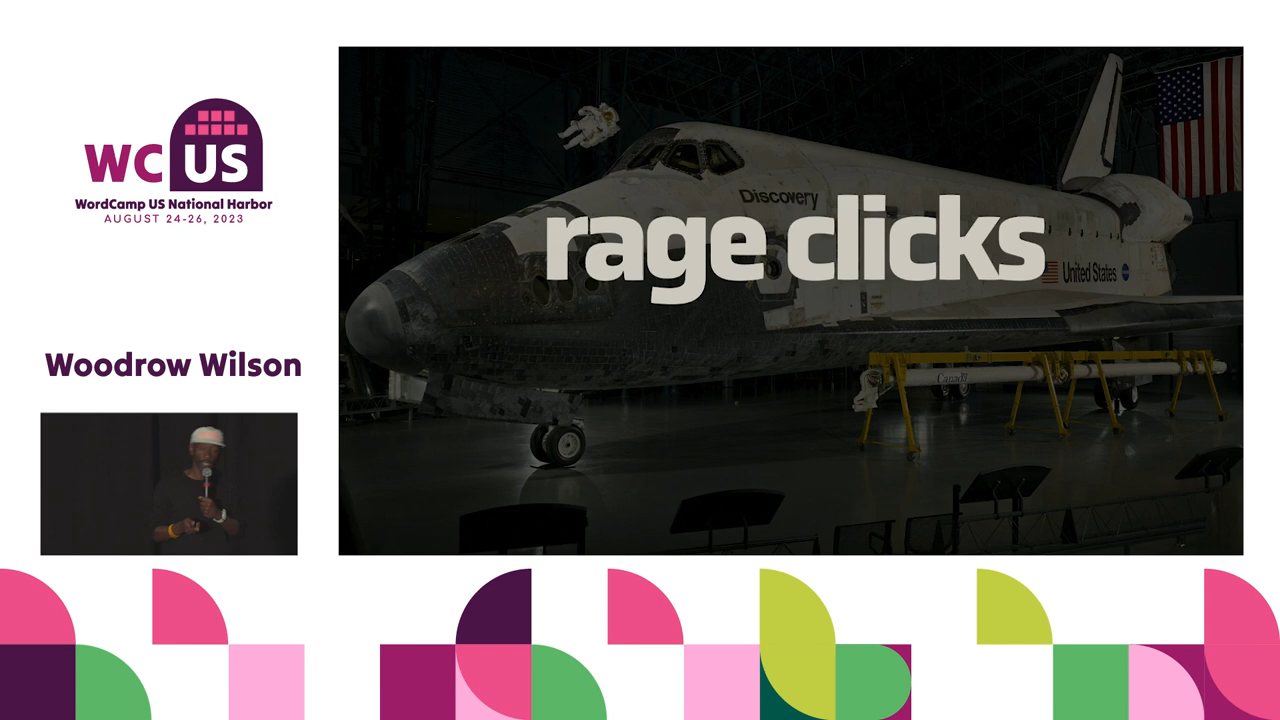 WC US
WordCamp US National Harbor
AUGUST 24-26, 2023
Woodrow Wilson
rage clicks
Discovery
United States
Canada